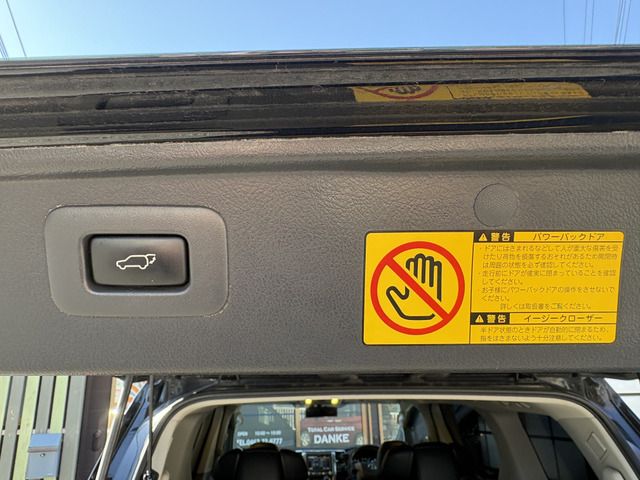 警告 パワーバックドア
・ドアにはさまれるなどして人が重大な傷害を受
けたり荷物を損傷するおそれがあるため開閉時
は周囲の状態を必ず確認してください。
・走行前にドアが確実に閉まっていることを確認
してください。
・お子様にパワーバックドアの操作をさせないで
ください。
詳しくは取扱書をご覧ください。
警告 イージークローザー
半ドア状態のときドアが自動的に閉まるため、
指をはさまないよう十分注意してください。
OPEN
TOTAL CAR SERVICE
DANKE